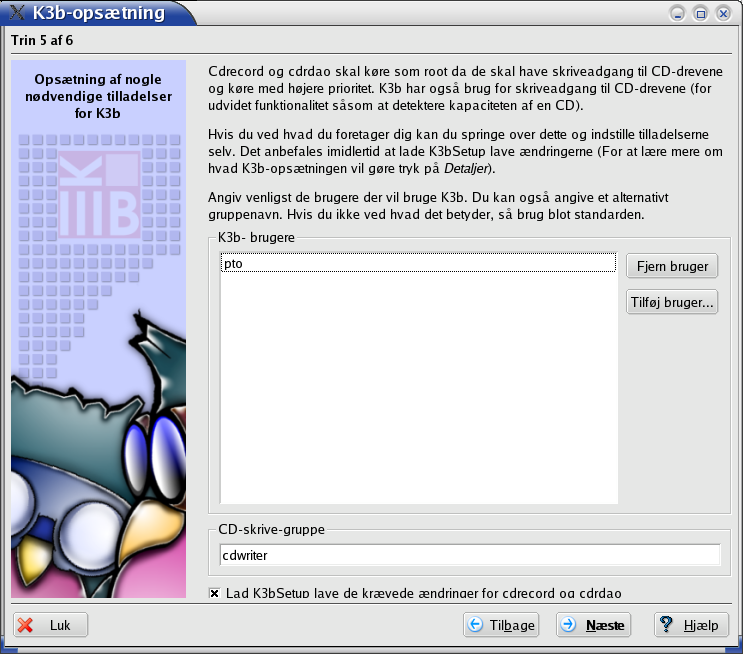 K3b-opsætning
Trin 5 af 6
Opsætning af nogle
nødvendige tilladelser
for K3b
K
IIIB
Cdrecord og cdrdao skal køre som root da de skal have skriveadgang til CD-drevene
og køre med højere prioritet. K3b har også brug for skriveadgang til CD-drevene (for
udvidet funktionalitet såsom at detektere kapaciteten af en CD).
Hvis du ved hvad du foretager dig kan du springe over dette og indstille tilladelserne
selv. Det anbefales imidlertid at lade K3bSetup lave ændringerne (For at lære mere om
hvad K3b-opsætningen vil gøre tryk på Detaljer).
Angiv venligst de brugere der vil bruge K3b. Du kan også angive et alternativt
gruppenavn. Hvis du ikke ved hvad det betyder, så brug blot standarden.
K3b- brugere
pto
Fjern bruger
Tilføj bruger...
CD-skrive-gruppe
cdwriter
Lad K3bSetup lave de krævede ændringer for cdrecord og cdrdao
Luk
Tilbage
Næste
Hjælp